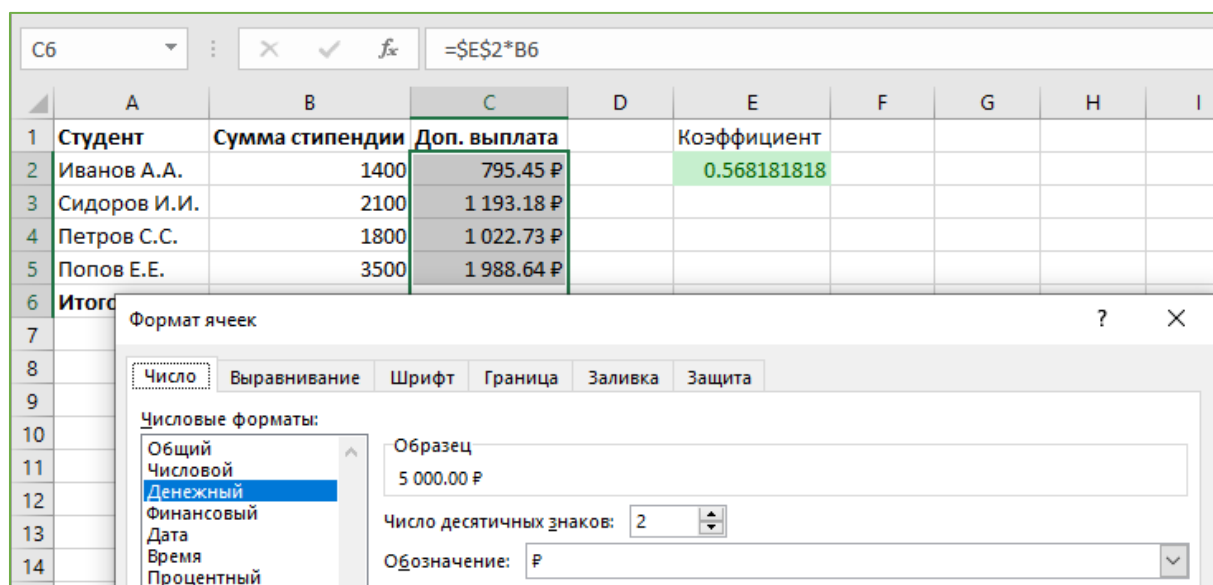 C6 fx =$E$2*B6
A B C D E F G H I
1 Студент Сумма стипендии Доп. выплата Коэффициент
2 Иванов А.А. 1400 795.45 ₽ 0.568181818
3 Сидоров И.И. 2100 1 193.18 ₽
4 Петров С.С. 1800 1 022.73 ₽
5 Попов Е.Е. 3500 1 988.64 ₽
6 Итого
7 Формат ячеек ?
8 Число Выравнивание Шрифт Граница Заливка Защита
9
Числовые форматы:
10 Общий Образец
11 Числовой 5 000.00 ₽
12 Денежный
Финансовый Число десятичных знаков: 2
13 Дата
14 Время Обозначение: ₽
Процентный